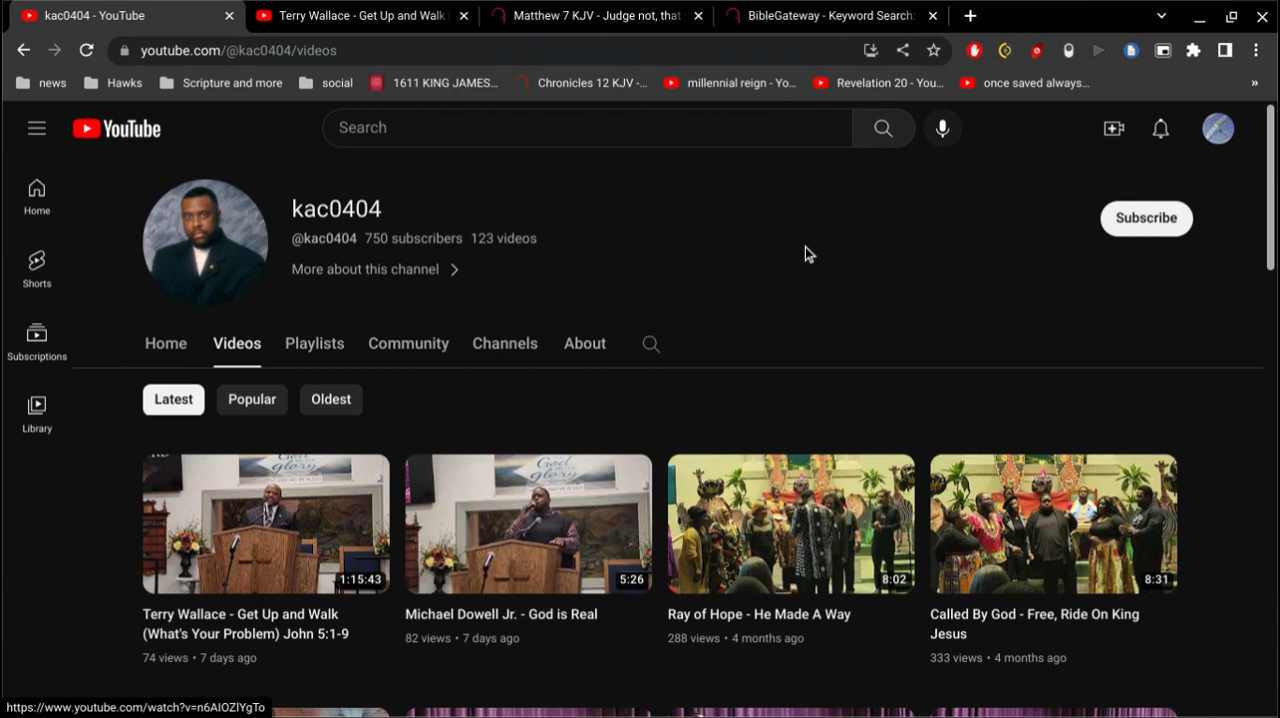 kac0404 - YouTube
Terry Wallace - Get Up and Walk
Matthew 7 KJV - Judge not, that
BibleGateway - Keyword Search:
youtube.com/@kac0404/videos
news
Hawks
Scripture and more
social
1611 KING JAMES...
Chronicles 12 KJV -...
millennial reign - Yo...
Revelation 20 - You...
once saved always...
»
YouTube
Search
Home
Shorts
Subscriptions
Library
kac0404
@kac0404 750 subscribers 123 videos
More about this channel
Subscribe
Home Videos Playlists Community Channels About
Latest Popular Oldest
God
glory
1:15:43
Terry Wallace - Get Up and Walk
(What's Your Problem) John 5:1-9
74 views • 7 days ago
God
glory
5:26
Michael Dowell Jr. - God is Real
82 views • 7 days ago
8:02
Ray of Hope - He Made A Way
288 views • 4 months ago
8:31
Called By God - Free, Ride On King
Jesus
333 views • 4 months ago
https://www.youtube.com/watch?v=n6AIOZlYgTo